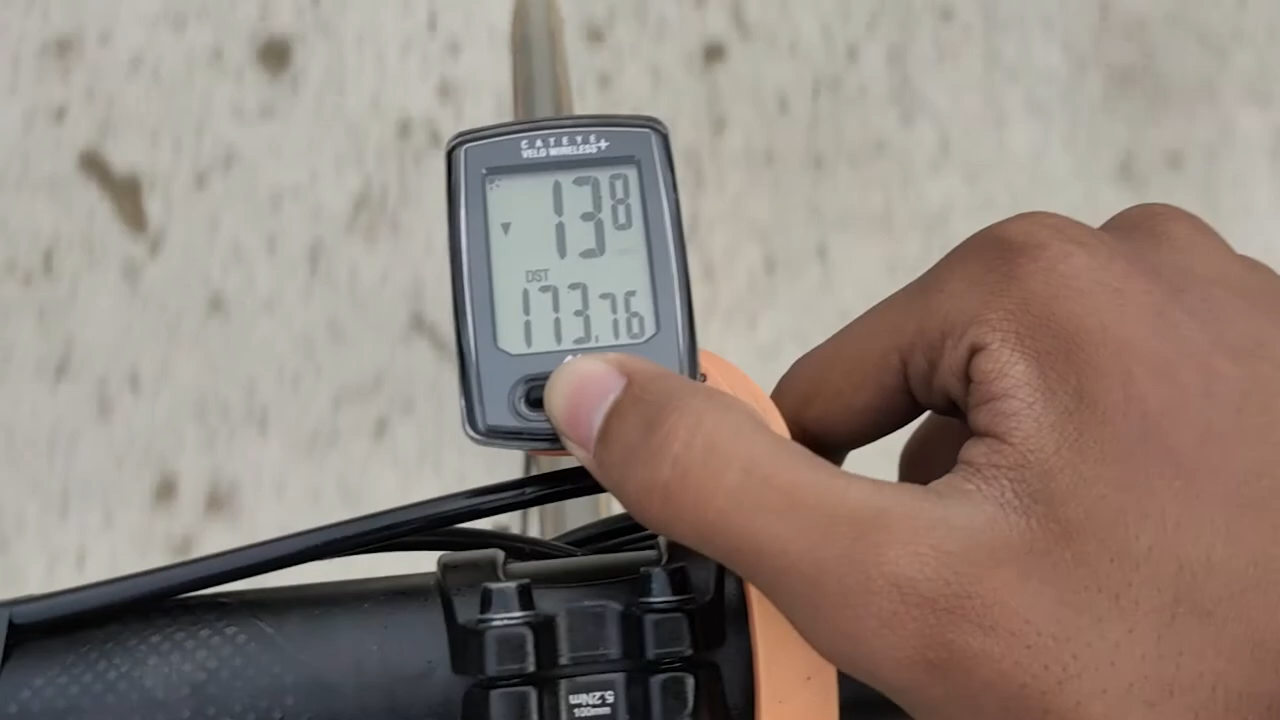 CATEYE
VELO WIRELESS+
138
DST
173.76
5.2Nm
100mm